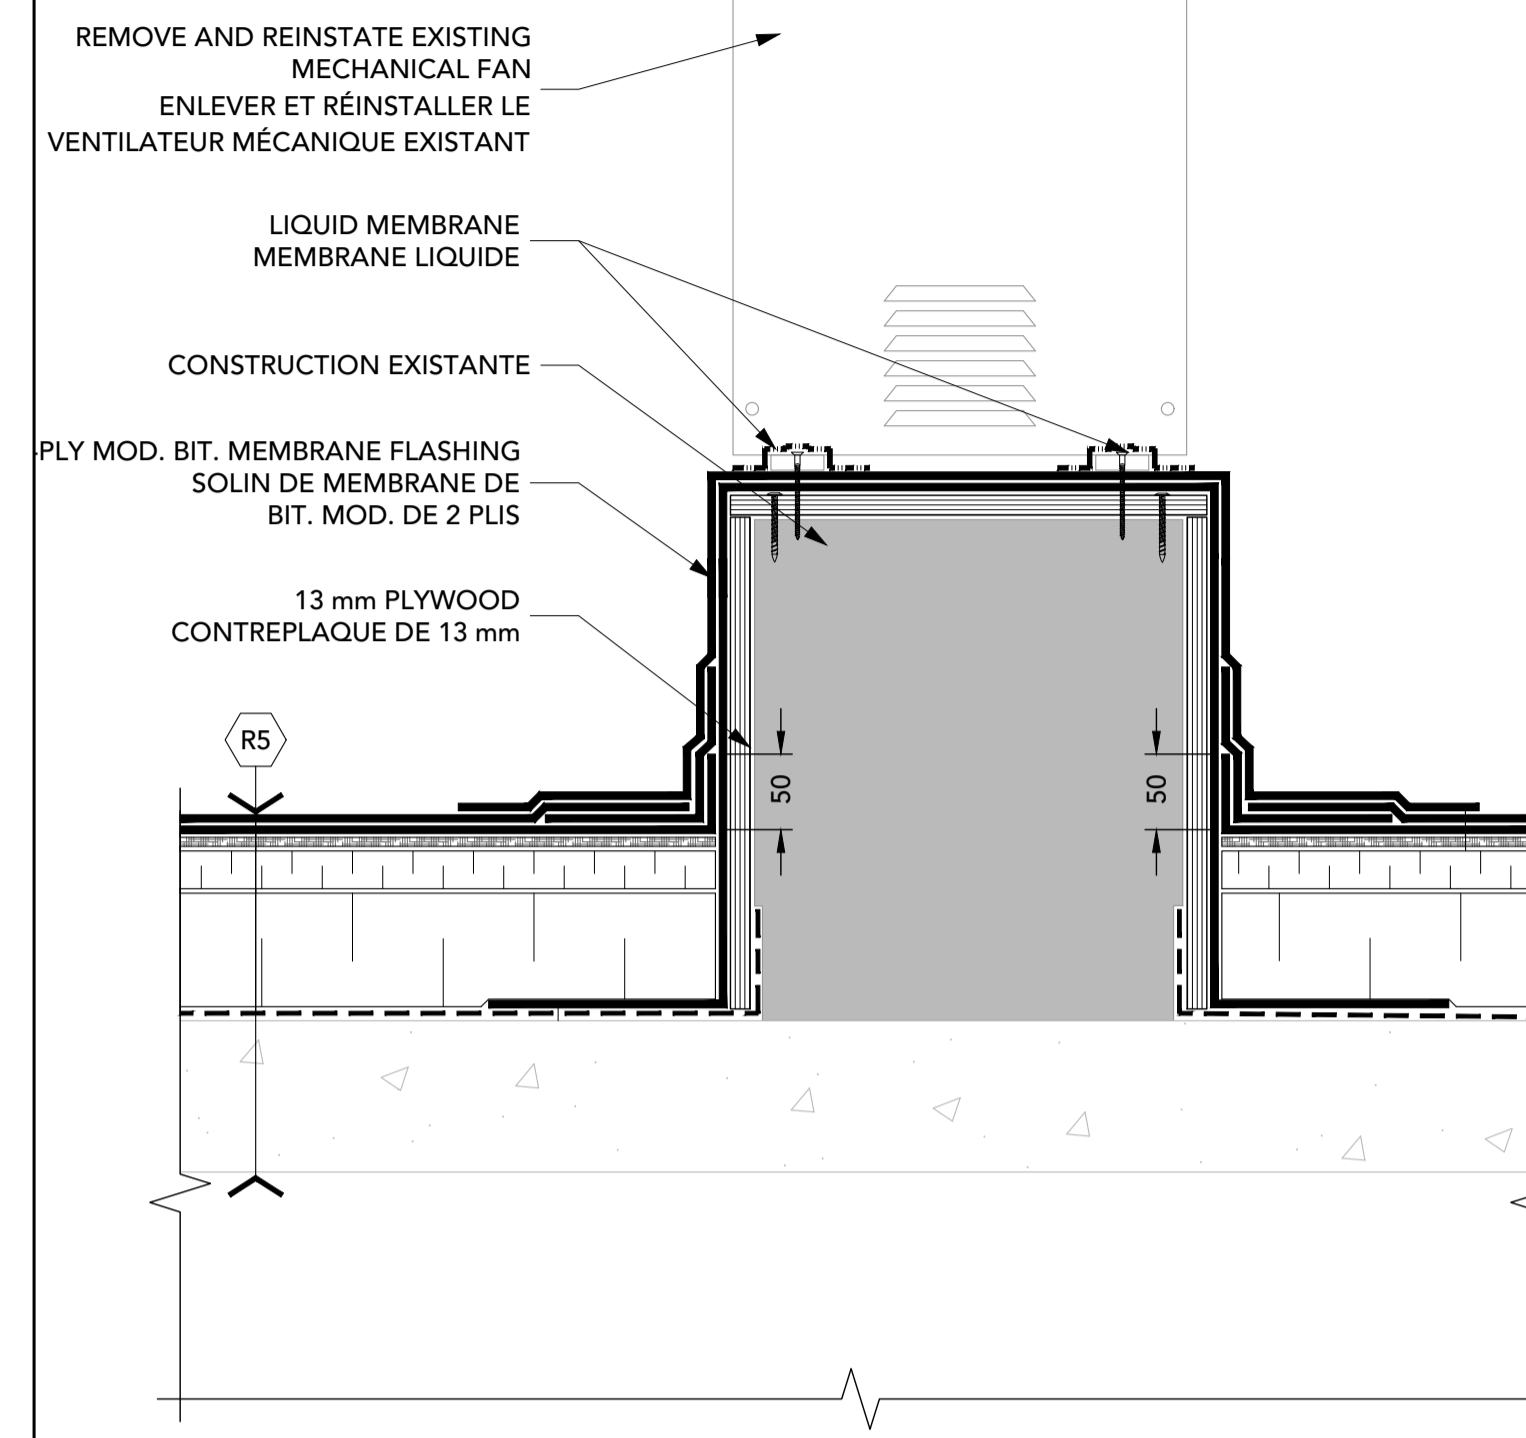 REMOVE AND REINSTATE EXISTING
MECHANICAL FAN
ENLEVER ET RÉINSTALLER LE
VENTILATEUR MÉCANIQUE EXISTANT
LIQUID MEMBRANE
MEMBRANE LIQUIDE
CONSTRUCTION EXISTANTE
-PLY MOD. BIT. MEMBRANE FLASHING
SOLIN DE MEMBRANE DE
BIT. MOD. DE 2 PLIS
13 mm PLYWOOD
CONTREPLAQUE DE 13 mm
R5
50
50